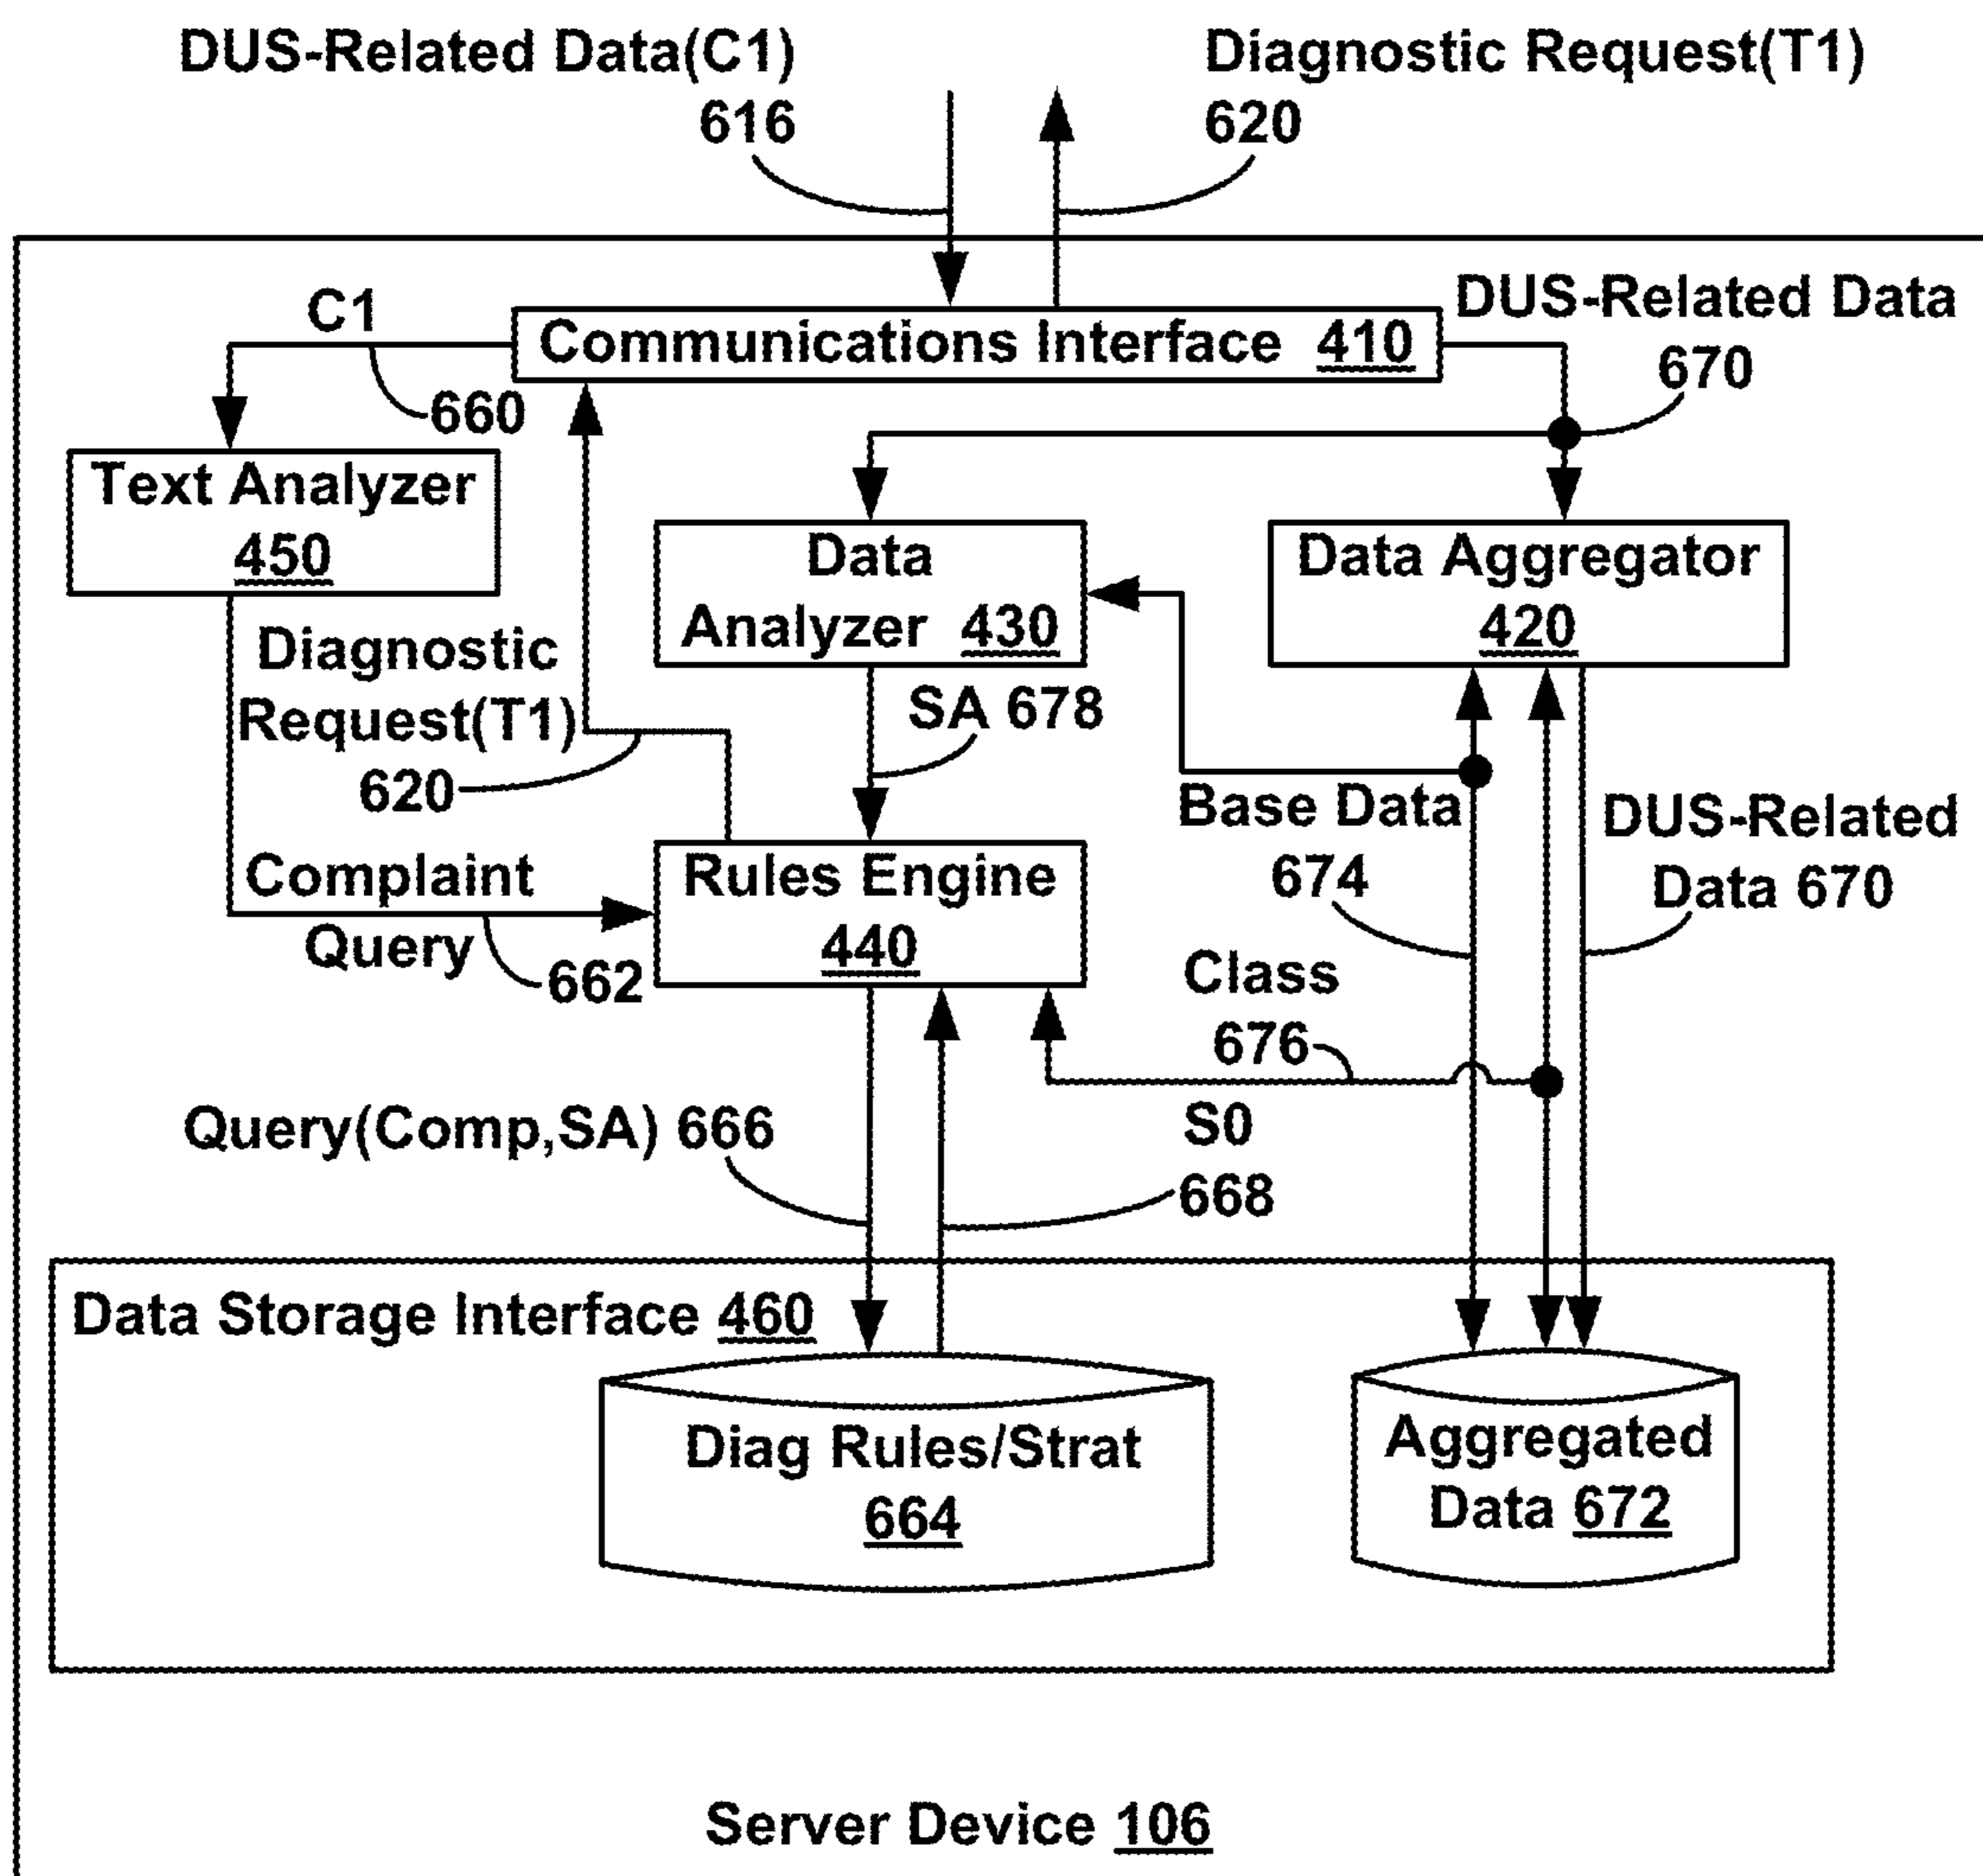 DUS-Related Data(C1)
616
Diagnostic Request(T1)
620
C1
660
Communications Interface 410
DUS-Related Data
670
Text Analyzer
450
Data
Analyzer 430
Data Aggregator
420
Diagnostic
Request(T1)
620
SA 678
Base Data
674
DUS-Related
Data 670
Complaint
Query
662
Rules Engine
440
Class
676
Query(Comp,SA) 666
S0
668
Data Storage Interface 460
Diag Rules/Strat
664
Aggregated
Data 672
Server Device 106